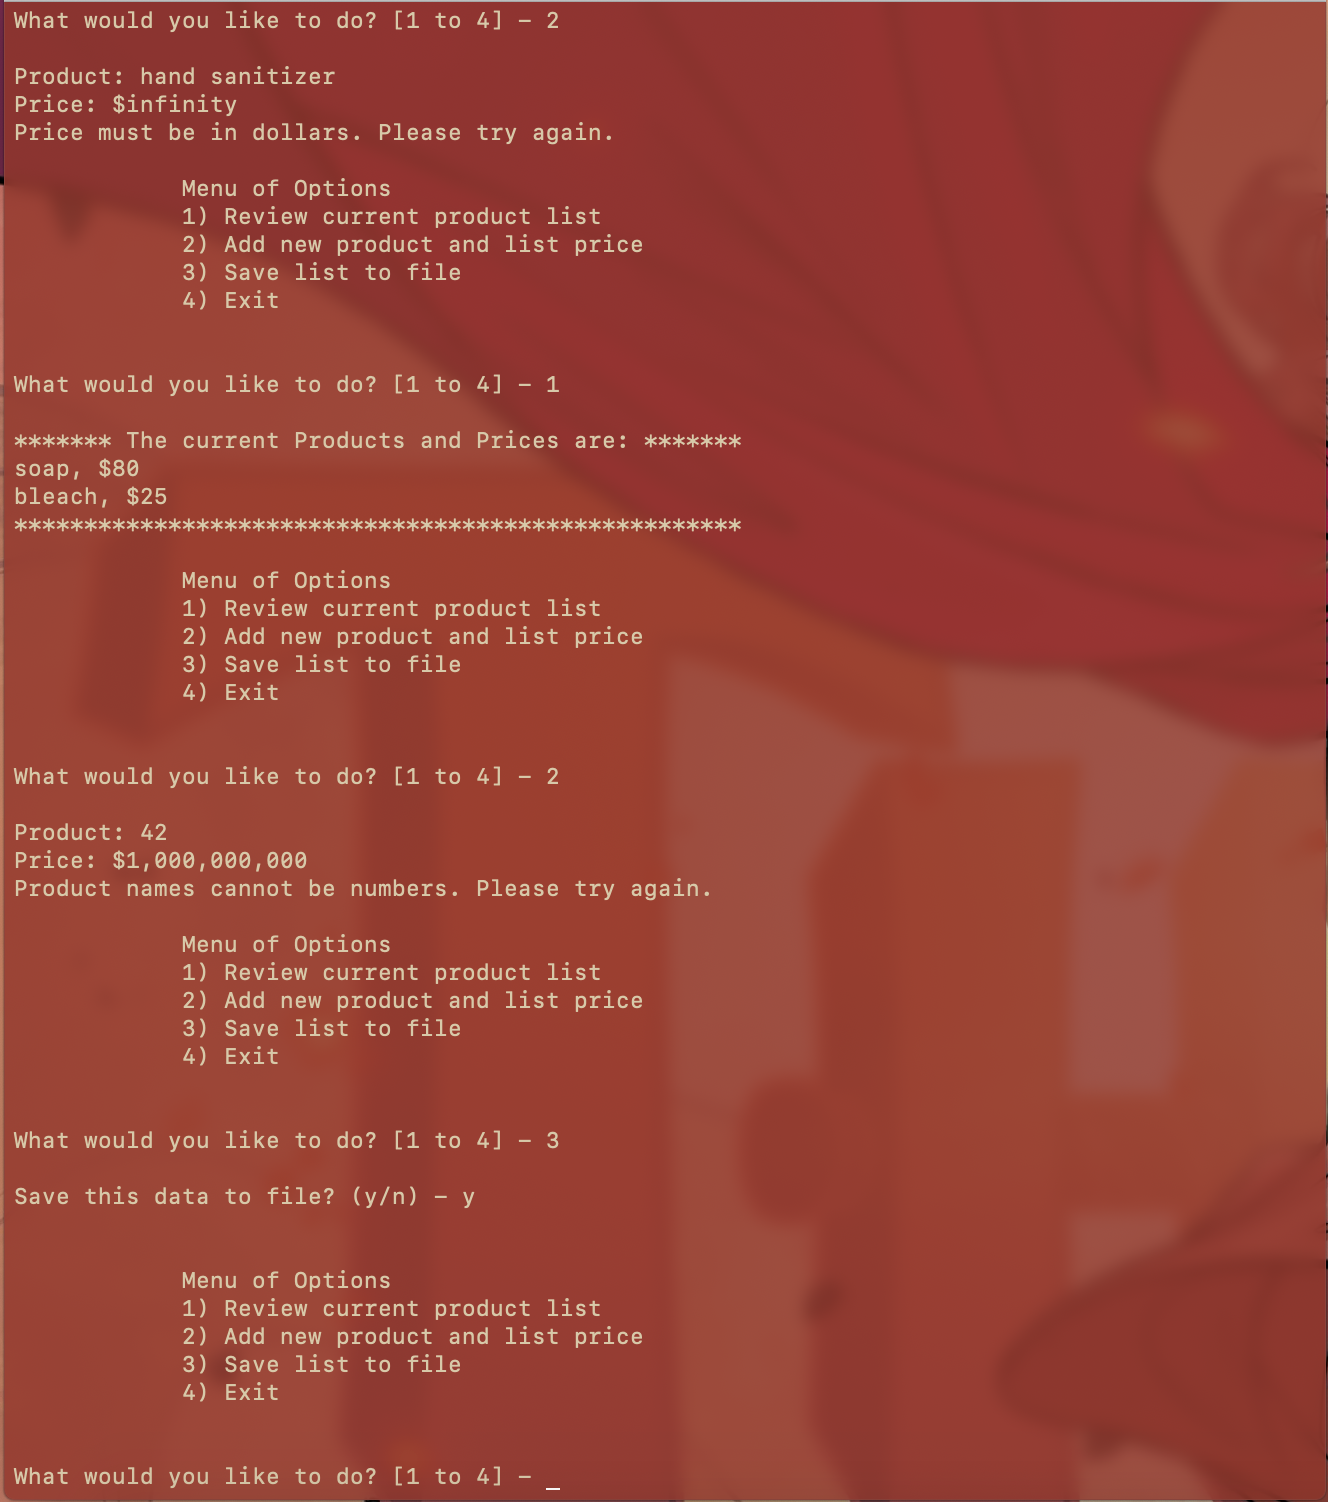 What would you like to do? [1 to 4] – 2
Product: hand sanitizer
Price: $infinity
Price must be in dollars. Please try again.
Menu of Options
1) Review current product list
2) Add new product and list price
3) Save list to file
4) Exit
What would you like to do? [1 to 4] – 1
******* The current Products and Prices are: *******
soap, $80
bleach, $25
****************************************************
Menu of Options
1) Review current product list
2) Add new product and list price
3) Save list to file
4) Exit
What would you like to do? [1 to 4] – 2
Product: 42
Price: $1,000,000,000
Product names cannot be numbers. Please try again.
Menu of Options
1) Review current product list
2) Add new product and list price
3) Save list to file
4) Exit
What would you like to do? [1 to 4] – 3
Save this data to file? (y/n) – y
Menu of Options
1) Review current product list
2) Add new product and list price
3) Save list to file
4) Exit
What would you like to do? [1 to 4] – _